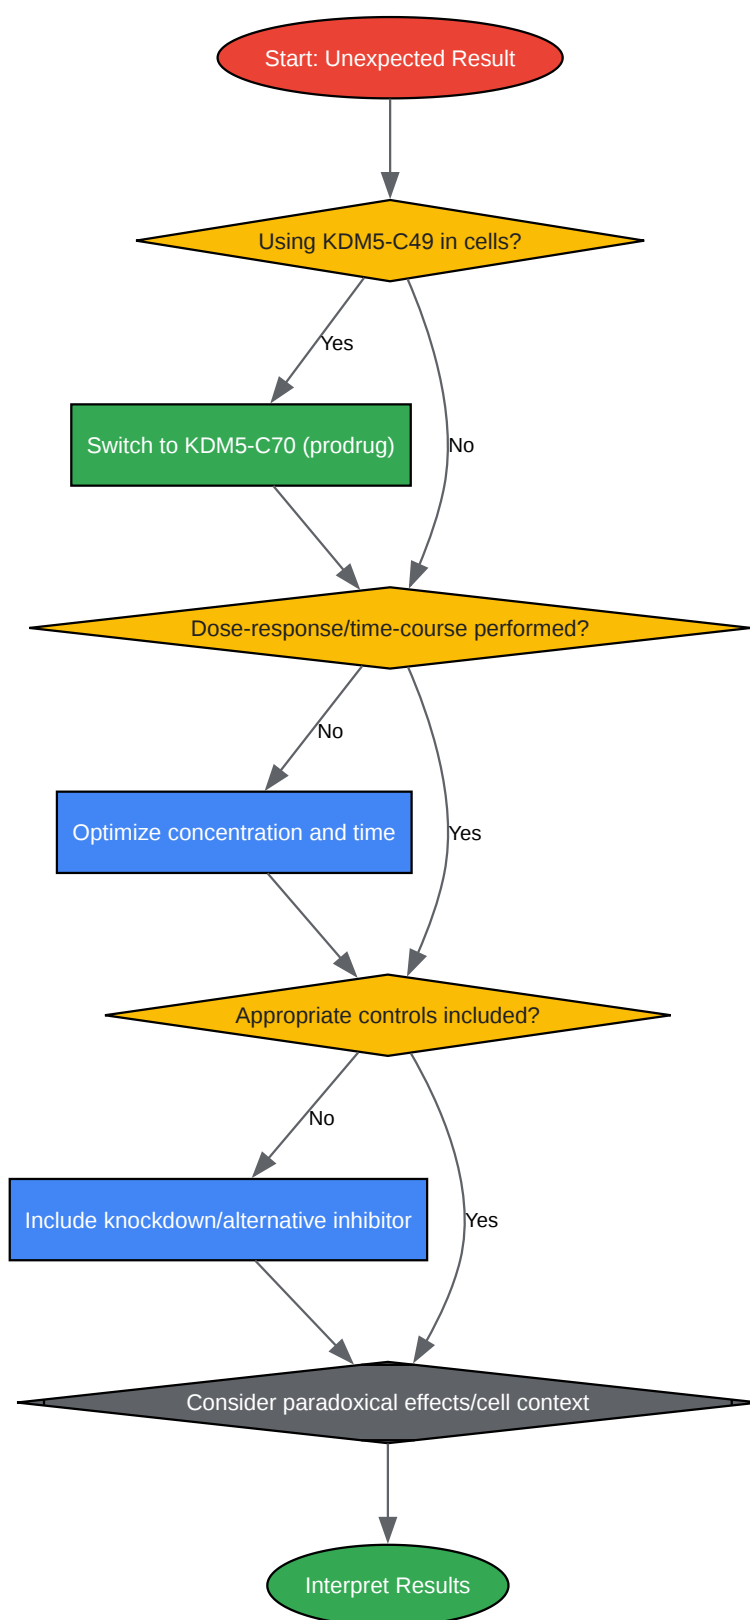 Start: Unexpected Result
Using KDM5-C49 in cells?
Yes
Switch to KDM5-C70 (prodrug)
No
Dose-response/time-course performed?
No
Optimize concentration and time
Yes
Appropriate controls included?
No
Include knockdown/alternative inhibitor
Yes
Consider paradoxical effects/cell context
Interpret Results